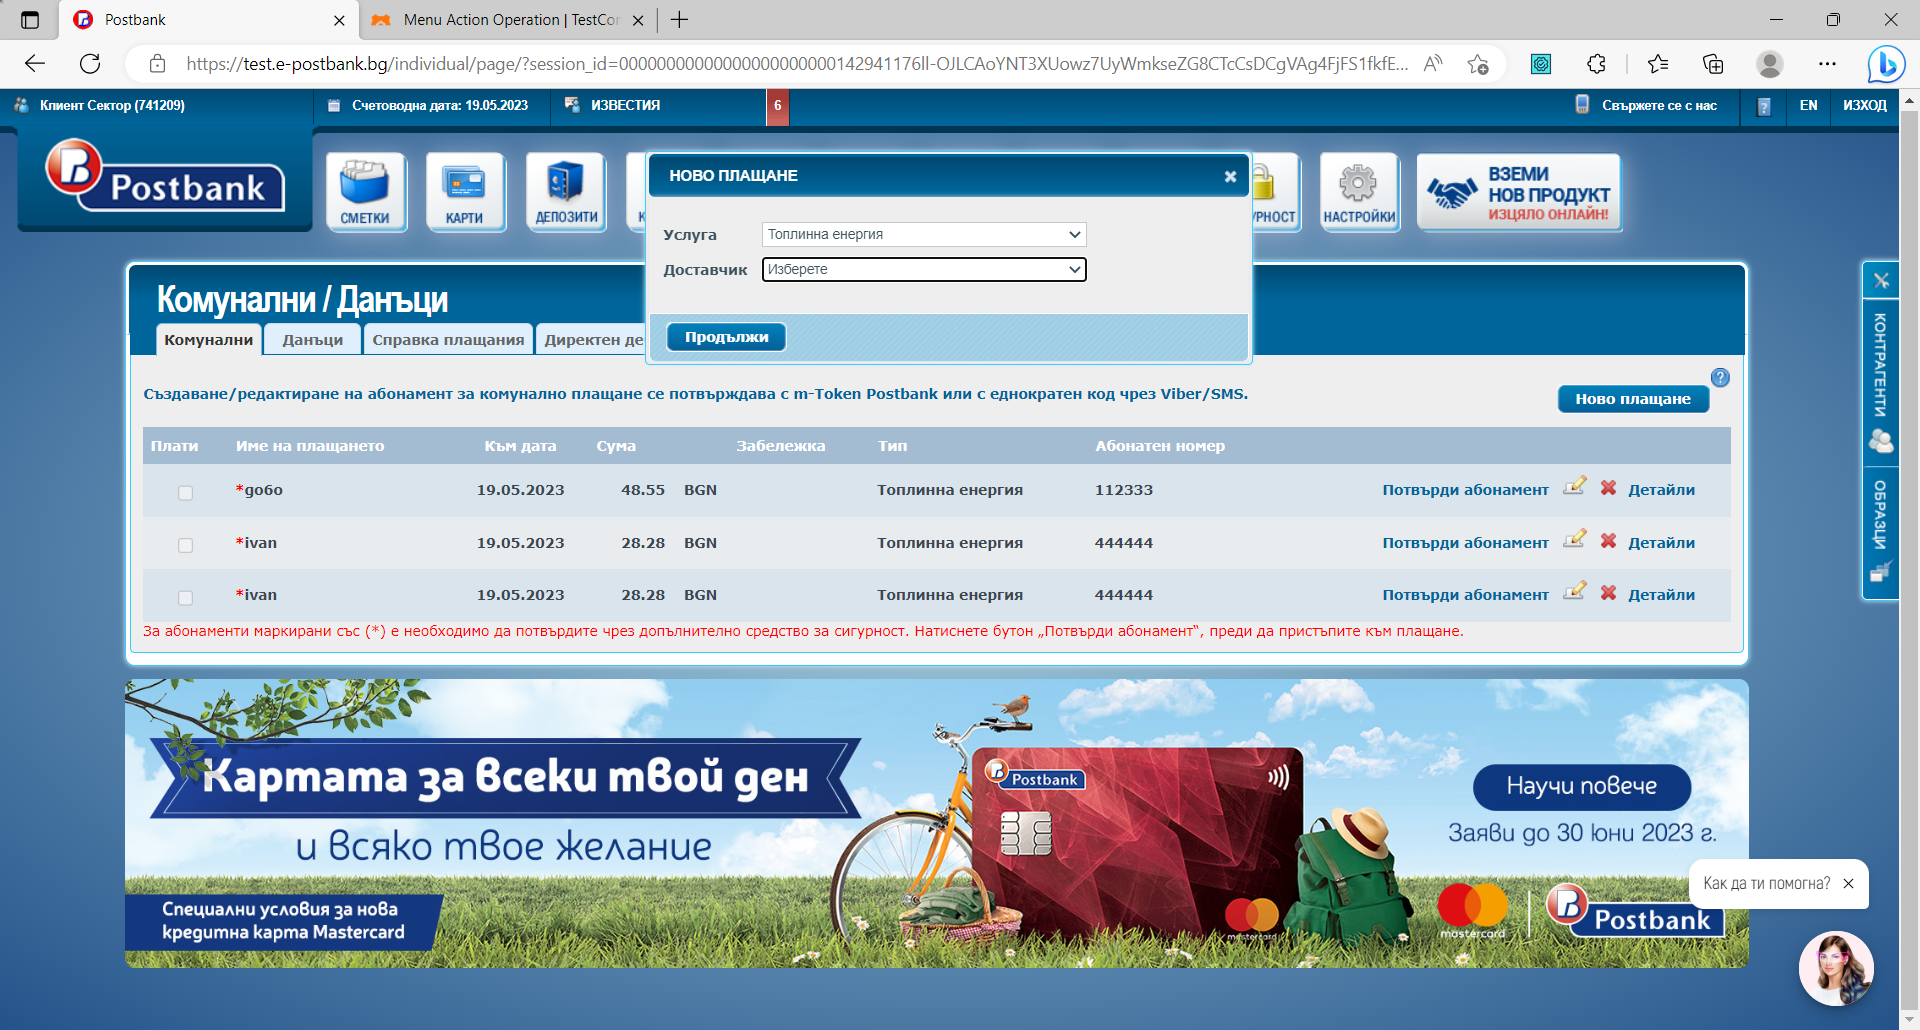 Postbank
Menu Action Operation | TestCor
https://test.e-postbank.bg/individual/page/?session_id=
Клиент Сектор (741209)
Счетоводна дата: 19.05.2023
ИЗВЕСТИЯ
6
Свържете се с нас
EN
ИЗХОД
Postbank
СМЕТКИ
КАРТИ
ДЕПОЗИТИ
К
УРНОСТ
НАСТРОЙКИ
ВЗЕМИ
НОВ ПРОДУКТ
ИЗЦЯЛО ОНЛАЙН!
НОВО ПЛАЩАНЕ
Услуга
Топлинна енергия
Доставчик
Изберете
Продължи
Комунални / Данъци
Комунални
Данъци
Справка плащания
Директен де
Създаване/редактиране на абонамент за комунално плащане се потвърждава с m-Token Postbank или с еднократен код чрез Viber/SMS.
Ново плащане
Плати Име на плащането Към дата Сума Забележка Тип Абонатен номер
*gобо 19.05.2023 48.55 BGN Топлинна енергия 112333 Потвърди абонамент Детайли
*ivan 19.05.2023 28.28 BGN Топлинна енергия 444444 Потвърди абонамент Детайли
*ivan 19.05.2023 28.28 BGN Топлинна енергия 444444 Потвърди абонамент Детайли
За абонаменти маркирани със (*) е необходимо да потвърдите чрез допълнително средство за сигурност. Натиснете бутон „Потвърди абонамент“, преди да пристъпите към плащане.
КОНТРАГЕНТИ
ОБРАЗЦИ
Картата за всеки твой ден
и всяко твое желание
Специални условия за нова
кредитна карта Mastercard
Postbank
mastercard
Научи повече
Заяви до 30 юни 2023 г.
mastercard
Postbank
Как да ти помогна?